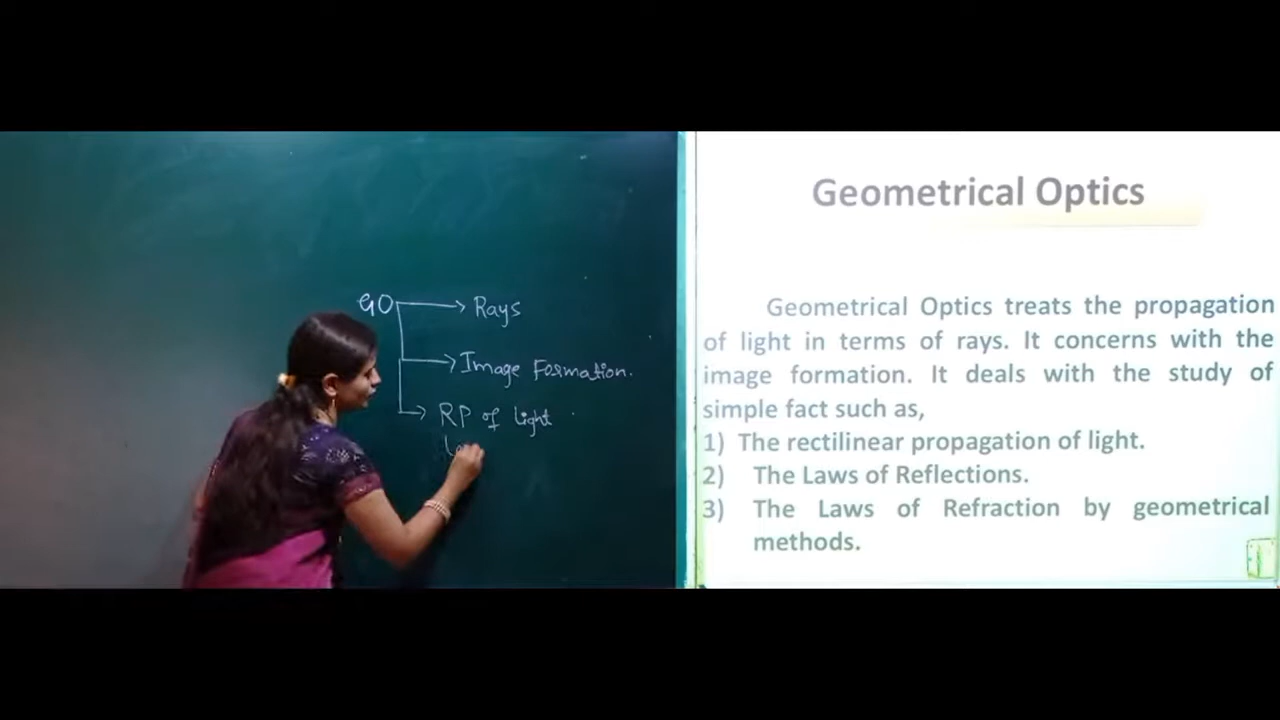 GO → Rays
→ Image Formation.
→ RP of light
Geometrical Optics
Geometrical Optics treats the propagation
of light in terms of rays. It concerns with the
image formation. It deals with the study of
simple fact such as,
1) The rectilinear propagation of light.
2) The Laws of Reflections.
3) The Laws of Refraction by geometrical
methods.